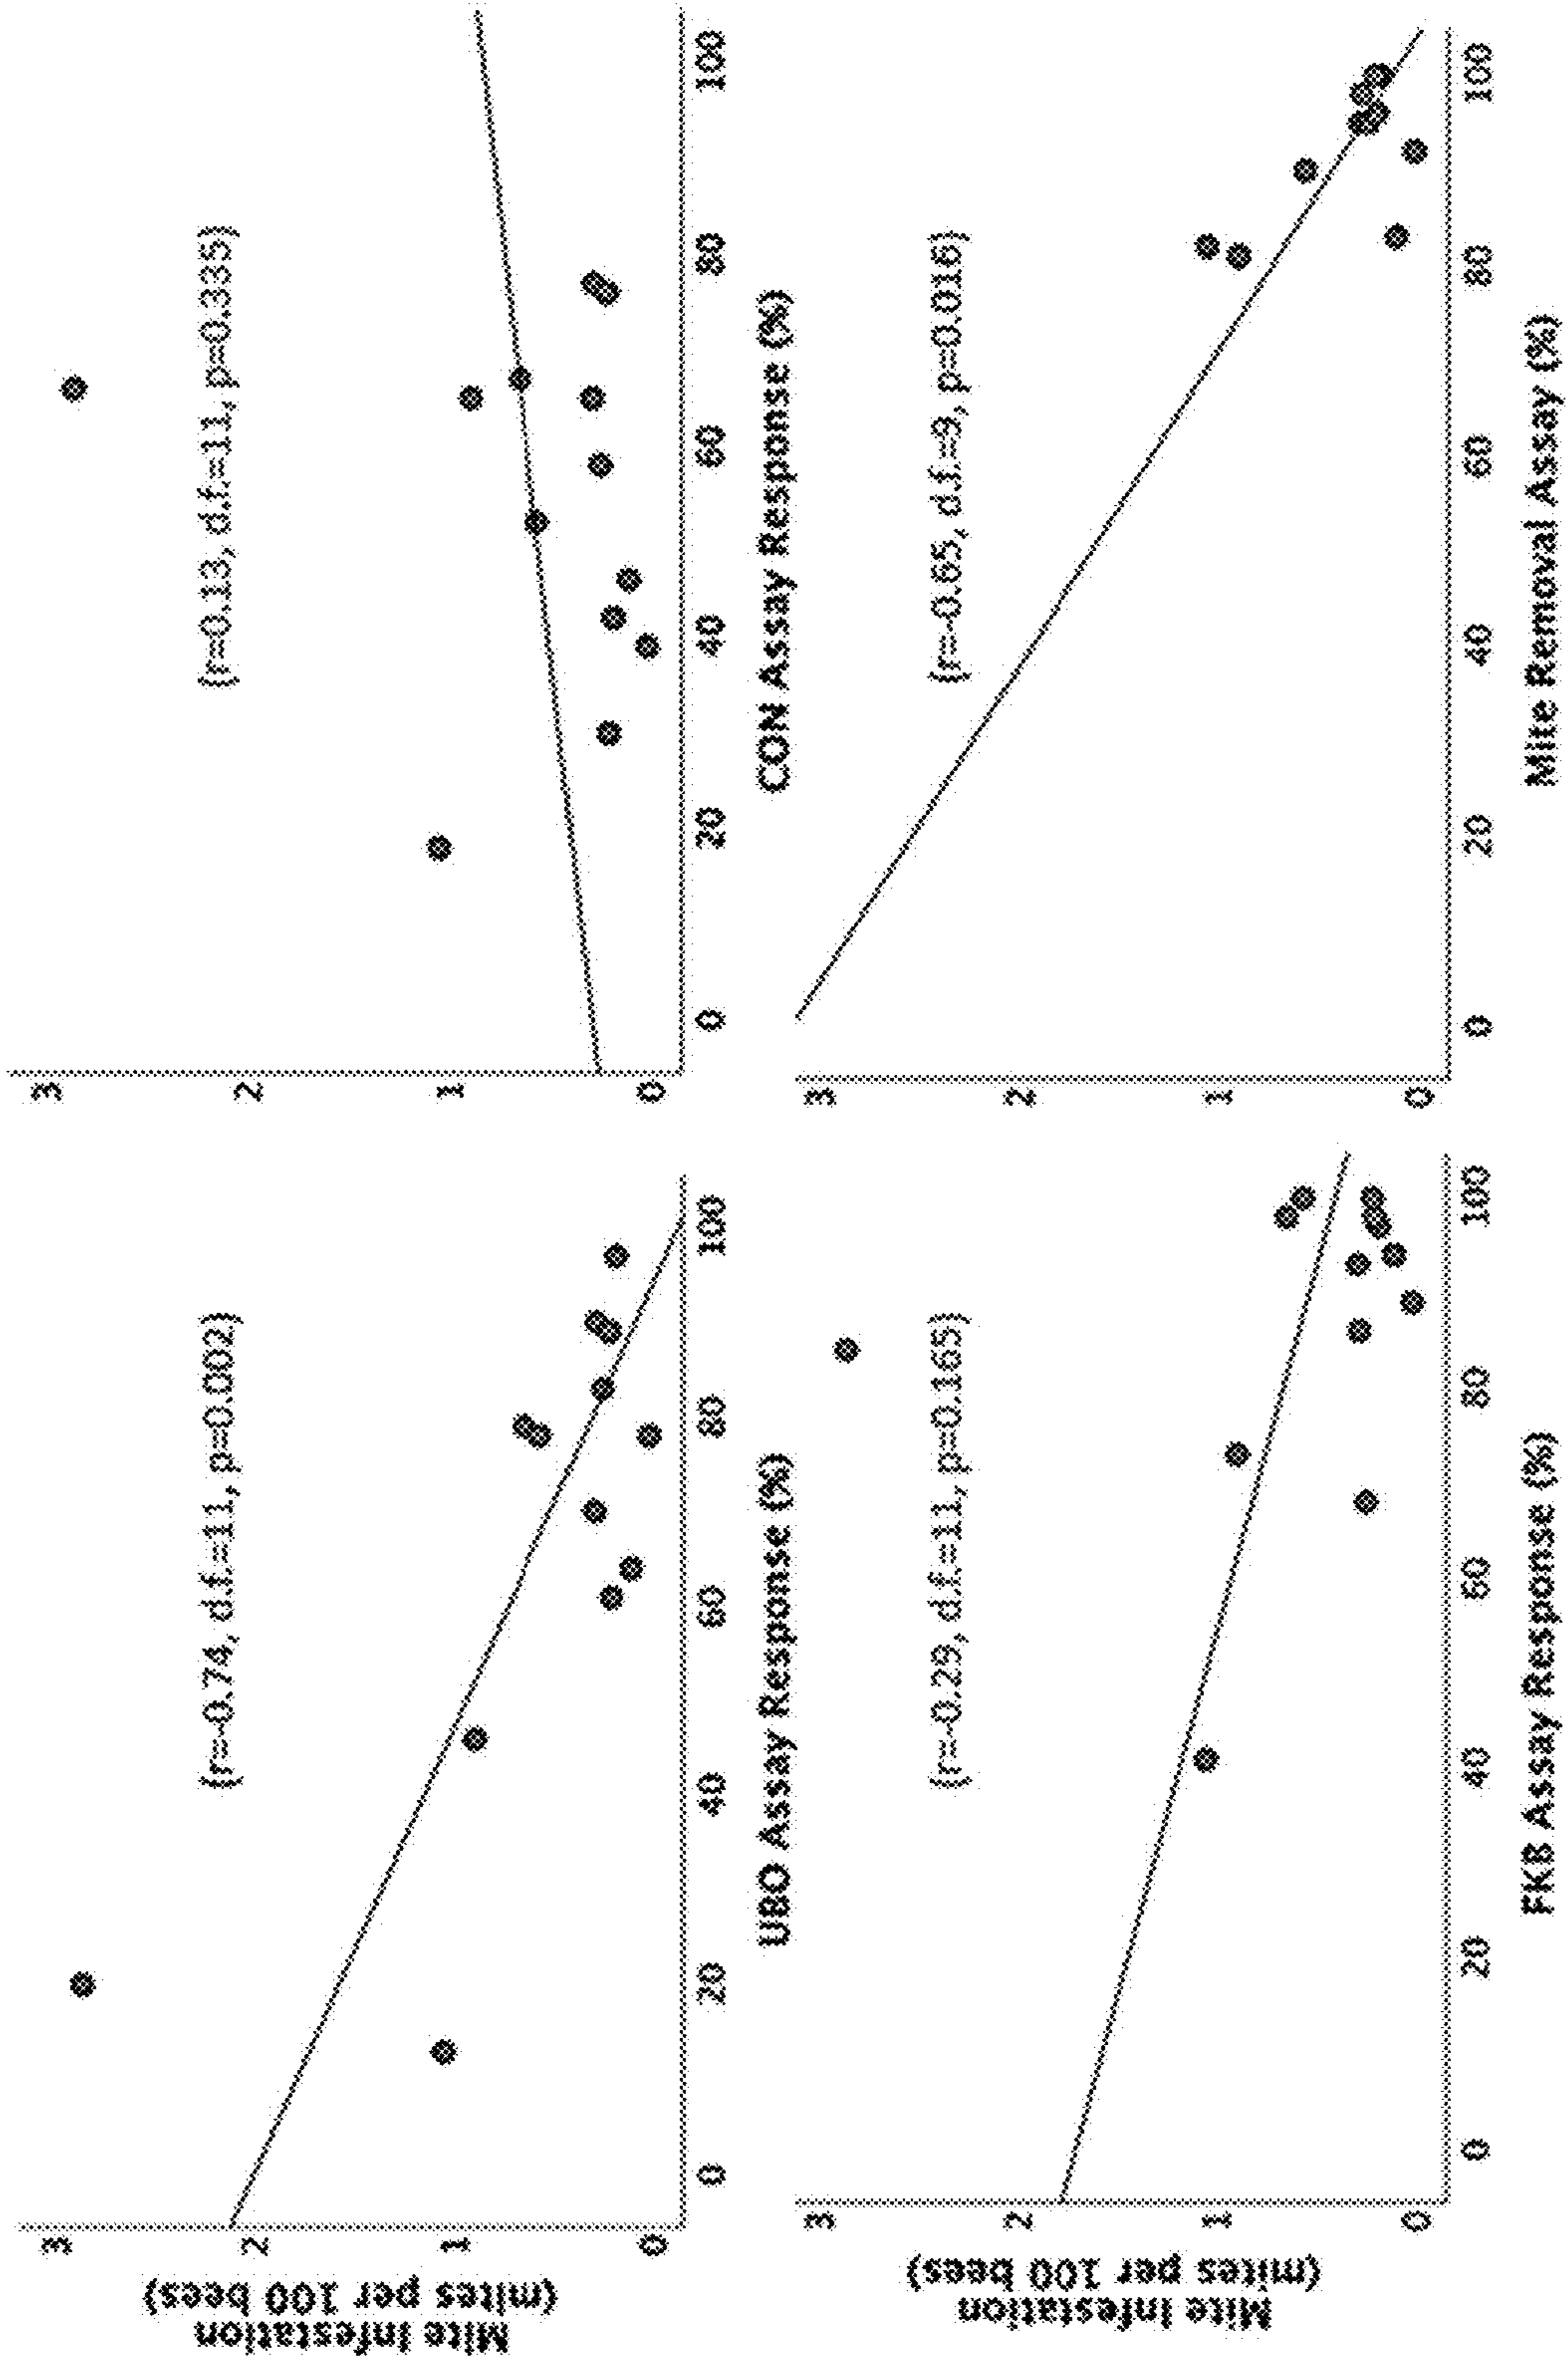 Mite Infestation
(mites per 100 bees)
3
2
1
0
(r=-0.74, d.f.=11, p=0.002)
0 20 40 60 80 100
UBO Assay Response (%)
3
2
1
0
(r=0.13, d.f.=11, p=0.335)
0 20 40 60 80 100
CON Assay Response (%)
Mite Infestation
(mites per 100 bees)
3
2
1
0
(r=-0.29, d.f.=11, p=0.165)
0 20 40 60 80 100
FKB Assay Response (%)
3
2
1
0
(r=-0.65, d.f.=9, p=0.016)
0 20 40 60 80 100
Mite Removal Assay (%)